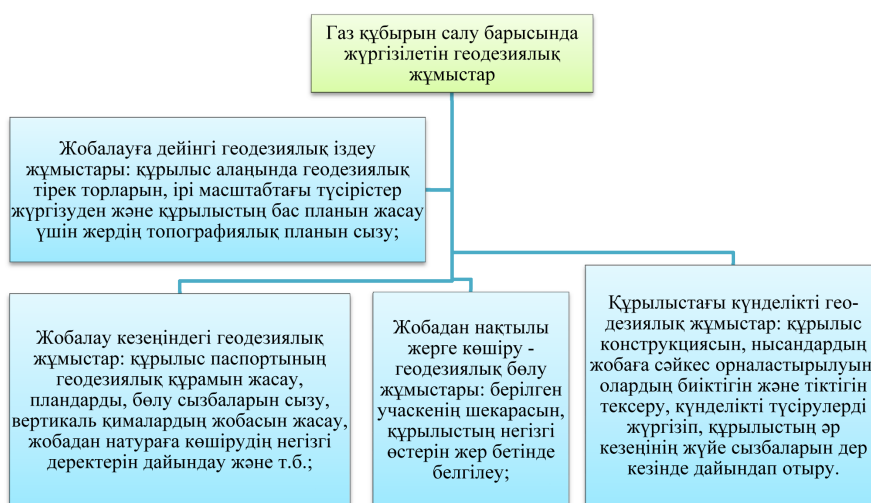 Газ құбырын салу барысында
жүргізілетін геодезиялық
жұмыстар
Жобалауға дейінгі геодезиялық іздеу
жұмыстары: құрылыс алаңында геодезиялық
тірек торларын, ірі масштабтағы түсірістер
жүргізуден және құрылыстың бас планын жасау
үшін жердің топографиялық планын сызу;
Жобалау кезеңіндегі геодезиялық
жұмыстар: құрылыс паспортының
геодезиялық құрамын жасау,
пландарды, бөлу сызбаларын сызу,
вертикаль қималардың жобасын жасау,
жобадан натураға көшірудің негізгі
деректерін дайындау және т.б.;
Жобадан нақтылы
жерге көшіру -
геодезиялық бөлу
жұмыстары: берілген
учаскенің шекарасын,
құрылыстың негізгі
өстерін жер бетінде
белгілеу;
Құрылыстағы күнделікті гео-
дезиялық жұмыстар: құрылыс
конструкциясын, нысандардың
жобаға сәйкес орналастырылуын,
олардың биіктігін және тіктігін
тексеру, күнделікті түсірулерді
жүргізіп, құрылыстың әр
кезеңінің жүйе сызбаларын дер
кезінде дайындап отыру.